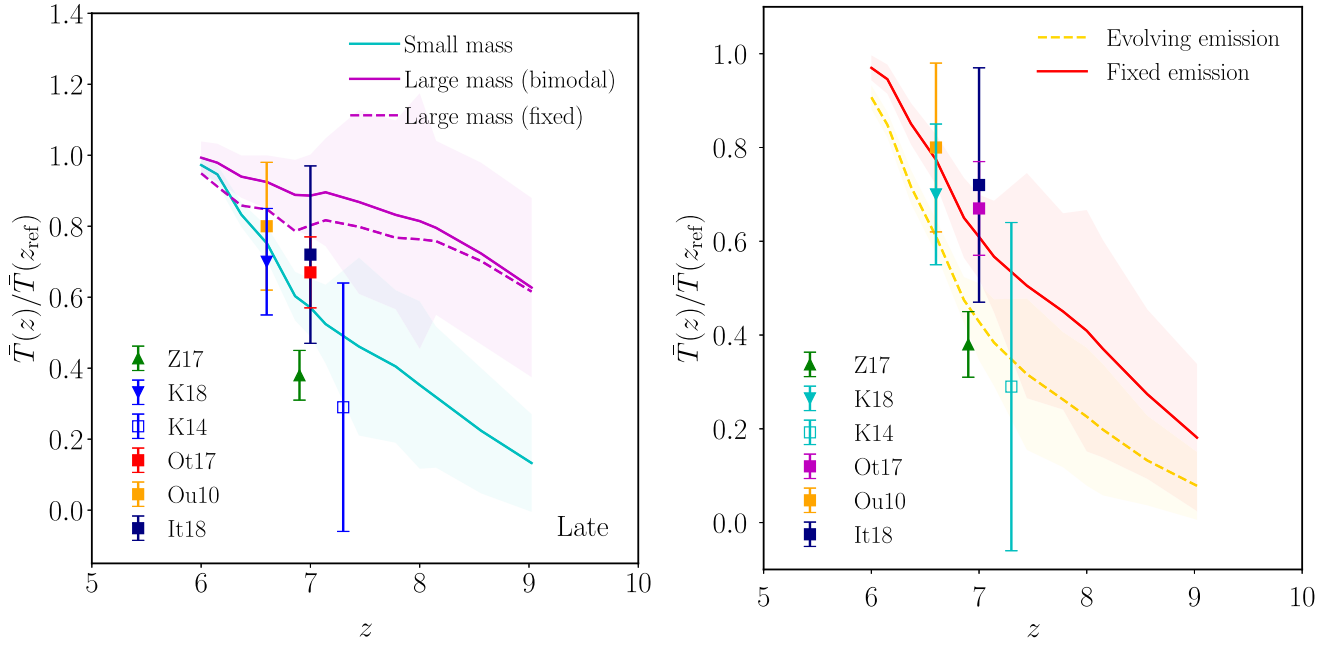 1.4
1.2
1.0
0.8
0.6
0.4
0.2
0.0
T̄(z)/T̄(z_ref)
Small mass
Large mass (bimodal)
Large mass (fixed)
Z17
K18
K14
Ot17
Ou10
It18
Late
5 6 7 8 9 10
z
1.0
0.8
0.6
0.4
0.2
0.0
T̄(z)/T̄(z_ref)
Evolving emission
Fixed emission
Z17
K18
K14
Ot17
Ou10
It18
5 6 7 8 9 10
z